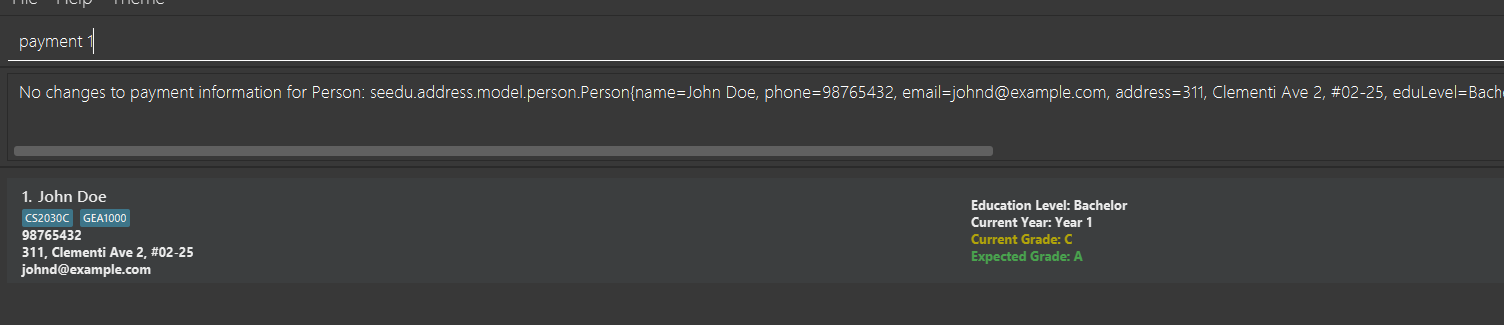 File Help Theme
payment 1
No changes to payment information for Person: seedu.address.model.person.Person{name=John Doe, phone=98765432, email=johnd@example.com, address=311, Clementi Ave 2, #02-25, eduLevel=Bach
1. John Doe
CS2030C GEA1000
98765432
311, Clementi Ave 2, #02-25
johnd@example.com
Education Level: Bachelor
Current Year: Year 1
Current Grade: C
Expected Grade: A